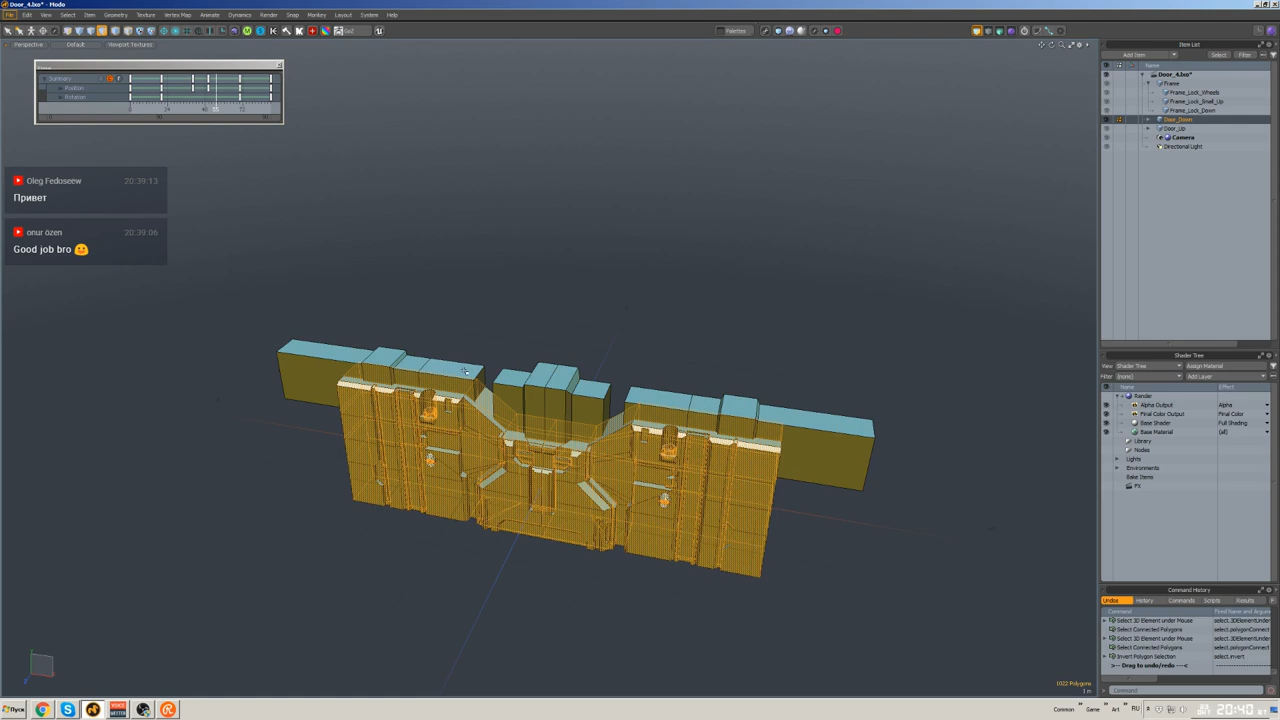 Door_4.lxo* - Modo
File Edit View Select Item Geometry Texture Vertex Map Animate Dynamics Render Snap Monkey Layout System Help
Palettes
Perspective Default Viewport Textures
Item List
Add Item Select Filter
Name
Door_4.lxo*
Frame
Frame_Lock_Wheels
Frame_Lock_Small_Up
Frame_Lock_Down
Door_Down
Door_Up
Camera
Directional Light
Summary
Position
Rotation
Oleg Fedoseew 20:39:13
Привет
onur özen 20:39:06
Good job bro
Shader Tree
View Shader Tree Assign Material
Filter (none) Add Layer
Name Effect
Render
Alpha Output Alpha
Final Color Output Final Color
Base Shader Full Shading
Base Material (all)
Library
Nodes
Lights
Environments
Bake Items
FX
Command History
Undos History Commands Scripts Results
Command
Select 3D Element under Mouse select.3DElementUnder
Select Connected Polygons select.polygonConnect
Select 3D Element under Mouse select.3DElementUnder
Select Connected Polygons select.polygonConnect
Invert Polygon Selection select.invert
>-- Drag to undo/redo ---<
1022 Polygons
1 m
Command
Пуск
Common Game Art RU 20:40